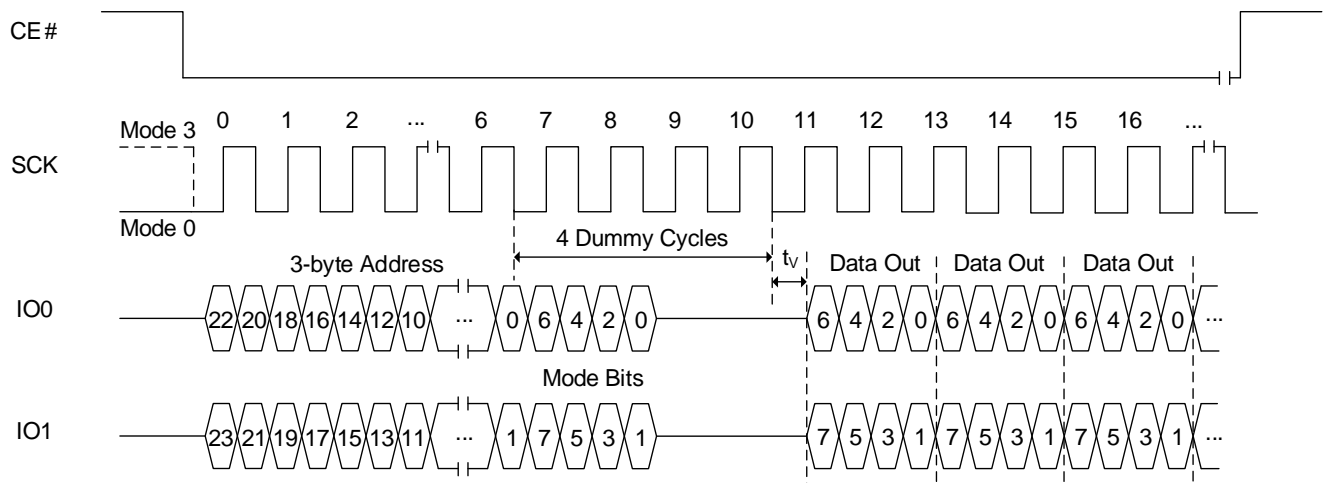 CE#
0 1 2 ... 6 7 8 9 10 11 12 13 14 15 16 ...
Mode 3
SCK
Mode 0
4 Dummy Cycles
3-byte Address
tV Data Out Data Out Data Out
IO0 22 20 18 16 14 12 10 ... 0 6 4 2 0 6 4 2 0 6 4 2 0 6 4 2 0 ...
Mode Bits
IO1 23 21 19 17 15 13 11 ... 1 7 5 3 1 7 5 3 1 7 5 3 1 7 5 3 1 ...